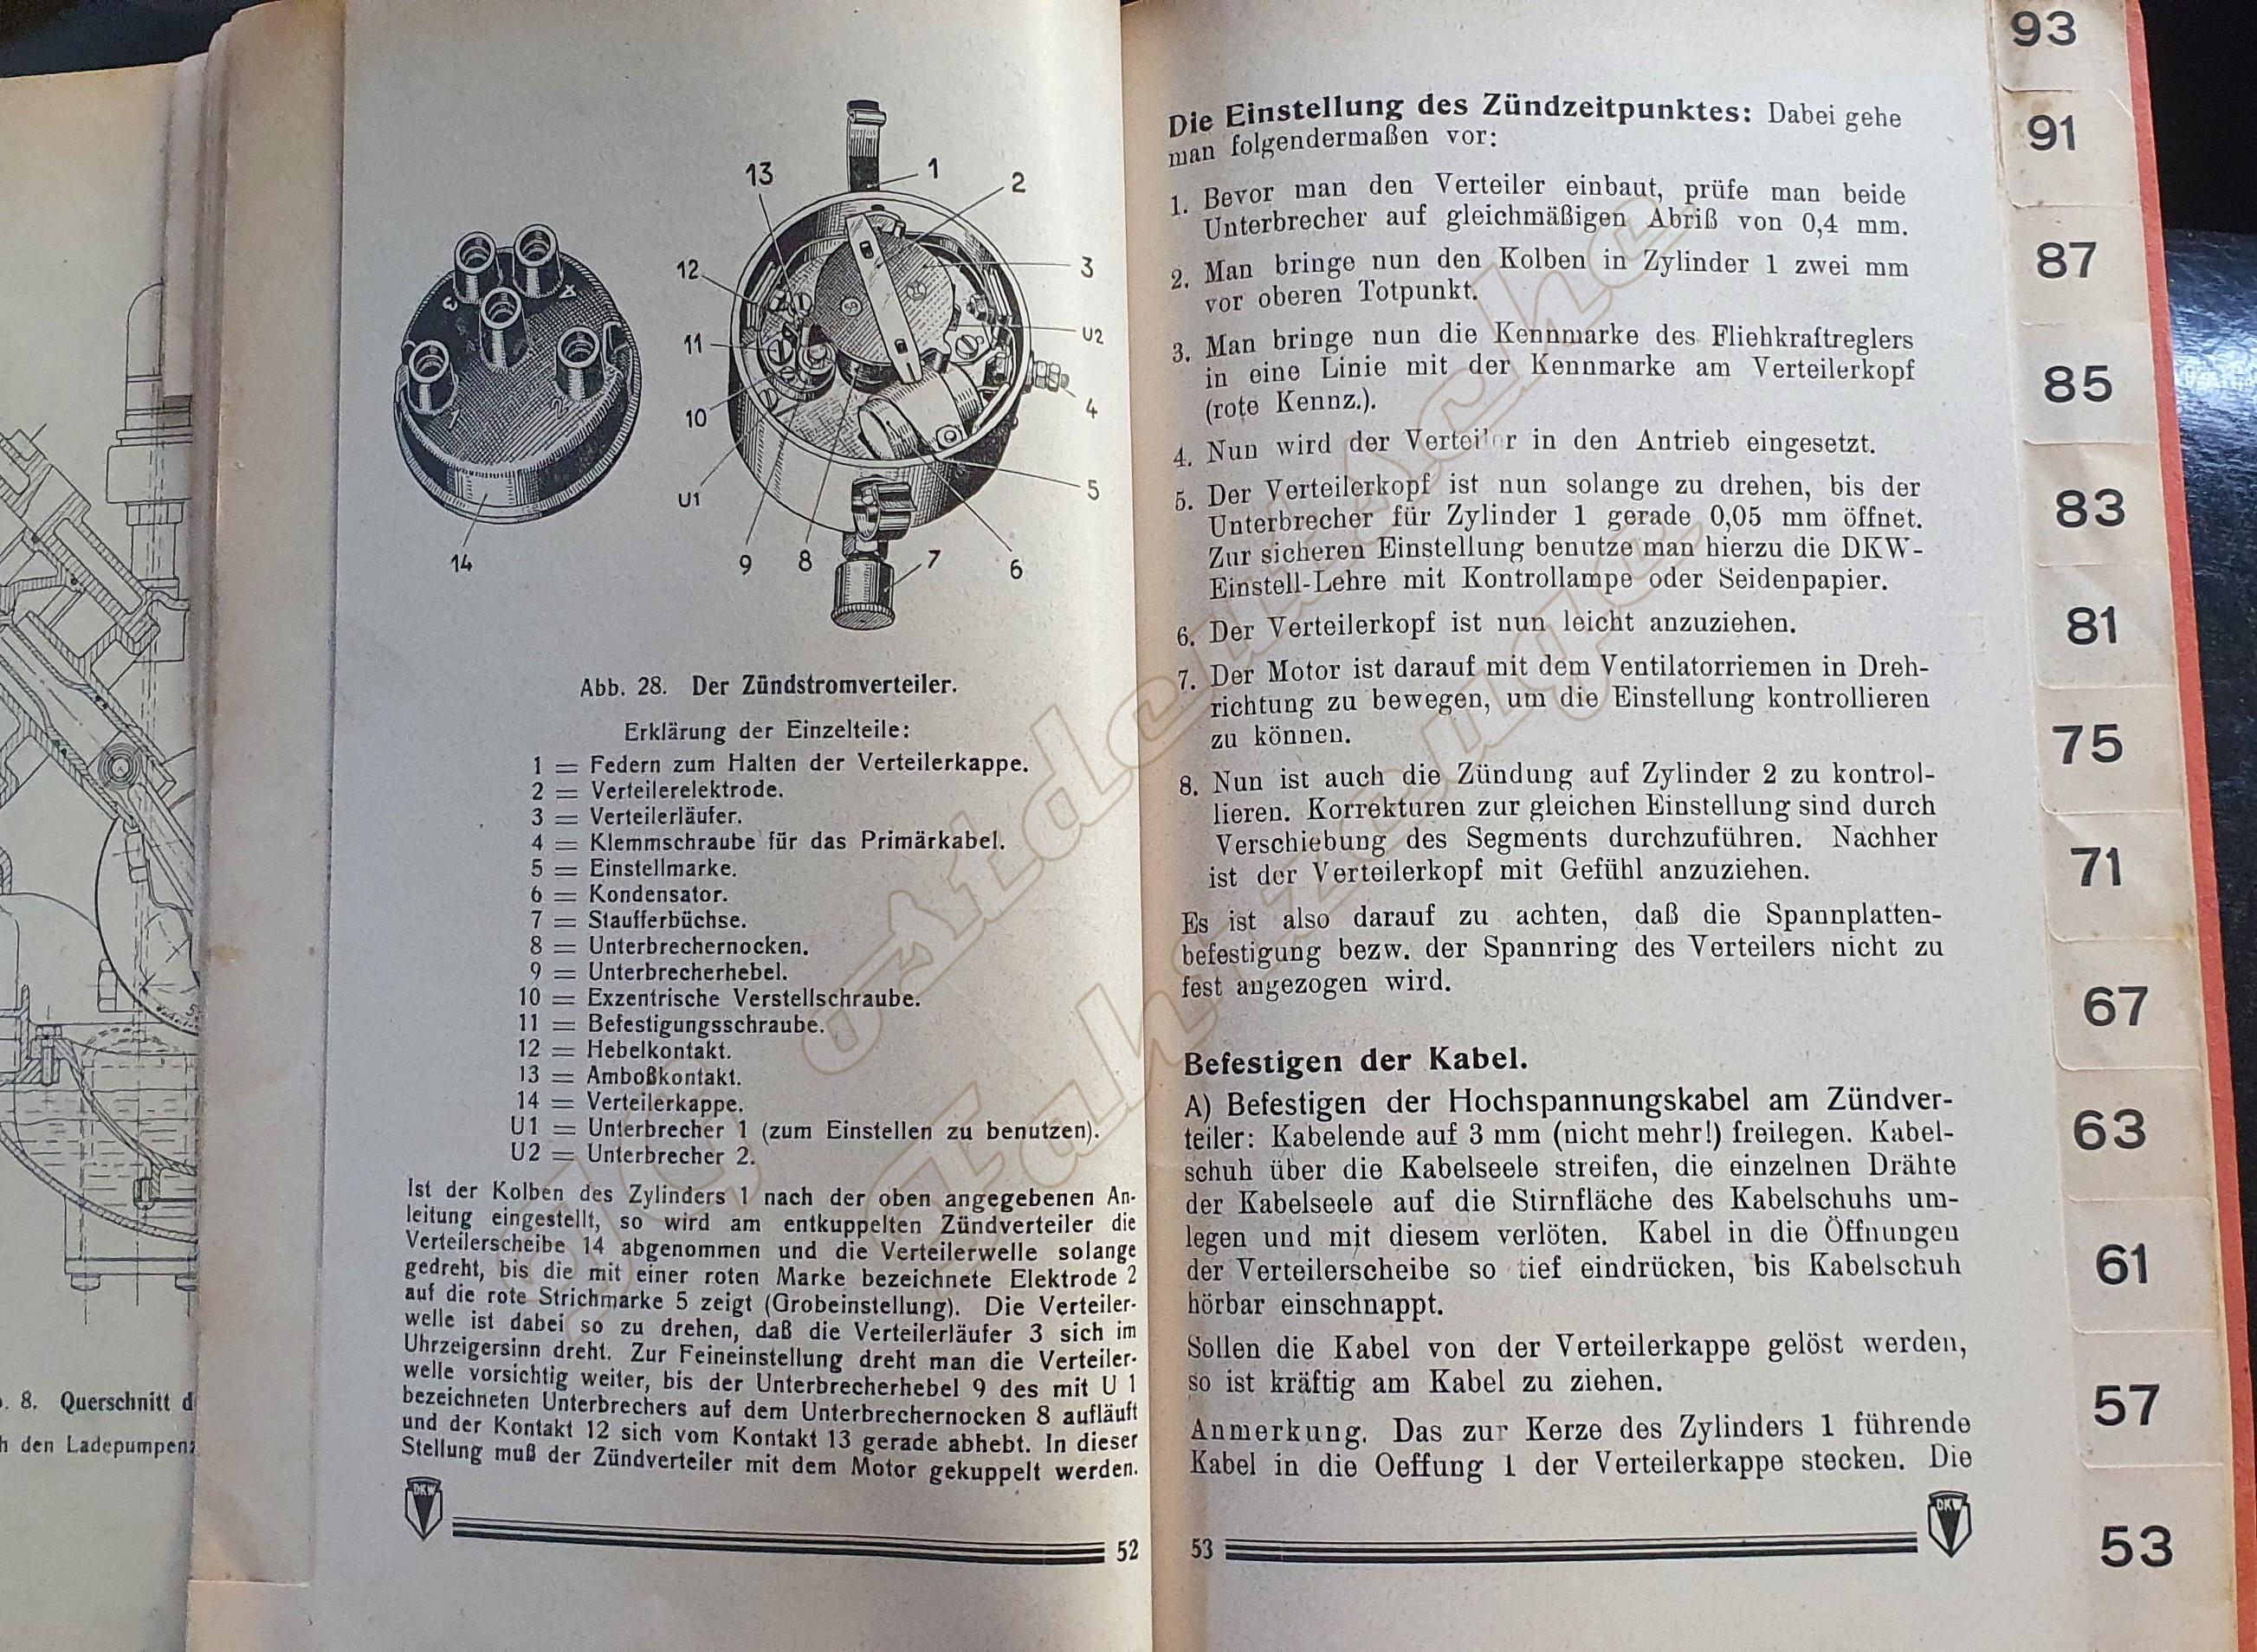 8. Querschnitt d
den Ladepumpen
13
1
2
12
3
U2
11
4
10
U1
5
14
9
8
7
6
3
4
1
2
Abb. 28. Der Zündstromverteiler.
Erklärung der Einzelteile:
1 = Federn zum Halten der Verteilerkappe.
2 = Verteilerelektrode.
3 = Verteilerläufer.
4 = Klemmschraube für das Primärkabel.
5 = Einstellmarke.
6 = Kondensator.
7 = Staufferbüchse.
8 = Unterbrechernocken.
9 = Unterbrecherhebel.
10 = Exzentrische Verstellschraube.
11 = Befestigungsschraube.
12 = Hebelkontakt.
13 = Amboßkontakt.
14 = Verteilerkappe.
U1 = Unterbrecher 1 (zum Einstellen zu benutzen).
U2 = Unterbrecher 2.
Ist der Kolben des Zylinders 1 nach der oben angegebenen An-
leitung eingestellt, so wird am entkuppelten Zündverteiler die
Verteilerscheibe 14 abgenommen und die Verteilerwelle solange
gedreht, bis die mit einer roten Marke bezeichnete Elektrode 2
auf die rote Strichmarke 5 zeigt (Grobeinstellung). Die Verteiler-
welle ist dabei so zu drehen, daß die Verteilerläufer 3 sich im
Uhrzeigersinn dreht. Zur Feineinstellung dreht man die Verteiler-
welle vorsichtig weiter, bis der Unterbrecherhebel 9 des mit U 1
bezeichneten Unterbrechers auf dem Unterbrechernocken 8 aufläuft
und der Kontakt 12 sich vom Kontakt 13 gerade abhebt. In dieser
Stellung muß der Zündverteiler mit dem Motor gekuppelt werden.
DKW
52
Die Einstellung des Zündzeitpunktes: Dabei gehe
man folgendermaßen vor:
1. Bevor man den Verteiler einbaut, prüfe man beide
Unterbrecher auf gleichmäßigen Abriß von 0,4 mm.
2. Man bringe nun den Kolben in Zylinder 1 zwei mm
vor oberen Totpunkt.
3. Man bringe nun die Kennmarke des Fliehkraftreglers
in eine Linie mit der Kennmarke am Verteilerkopf
(rote Kennz.).
4. Nun wird der Verteiler in den Antrieb eingesetzt.
5. Der Verteilerkopf ist nun solange zu drehen, bis der
Unterbrecher für Zylinder 1 gerade 0,05 mm öffnet.
Zur sicheren Einstellung benutze man hierzu die DKW-
Einstell-Lehre mit Kontrollampe oder Seidenpapier.
6. Der Verteilerkopf ist nun leicht anzuziehen.
7. Der Motor ist darauf mit dem Ventilatorriemen in Dreh-
richtung zu bewegen, um die Einstellung kontrollieren
zu können.
8. Nun ist auch die Zündung auf Zylinder 2 zu kontrol-
lieren. Korrekturen zur gleichen Einstellung sind durch
Verschiebung des Segments durchzuführen. Nachher
ist der Verteilerkopf mit Gefühl anzuziehen.
Es ist also darauf zu achten, daß die Spannplatten-
befestigung bezw. der Spannring des Verteilers nicht zu
fest angezogen wird.
Befestigen der Kabel.
A) Befestigen der Hochspannungskabel am Zündver-
teiler: Kabelende auf 3 mm (nicht mehr!) freilegen. Kabel-
schuh über die Kabelseele streifen, die einzelnen Drähte
der Kabelseele auf die Stirnfläche des Kabelschuhs um-
legen und mit diesem verlöten. Kabel in die Öffnungen
der Verteilerscheibe so tief eindrücken, bis Kabelschuh
hörbar einschnappt.
Sollen die Kabel von der Verteilerkappe gelöst werden,
so ist kräftig am Kabel zu ziehen.
Anmerkung. Das zur Kerze des Zylinders 1 führende
Kabel in die Oeffung 1 der Verteilerkappe stecken. Die
53
DKW
93
91
87
85
83
81
75
71
67
63
61
57
53
IG Ostdeutsche
Fahrzeuge